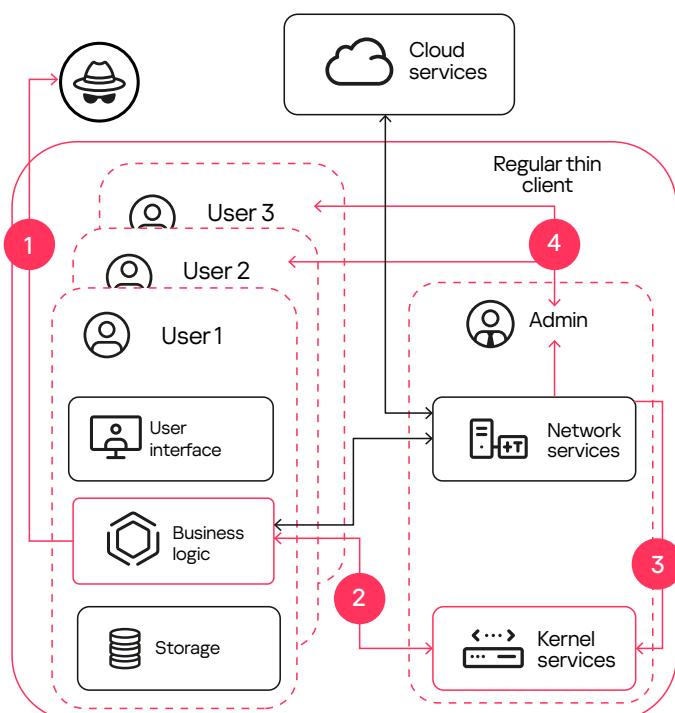 Cloud
services
Regular thin
client
1
User 3
4
User 2
Admin
User 1
User
interface
Network
services
Business
logic
3
2
Storage
Kernel
services
+T